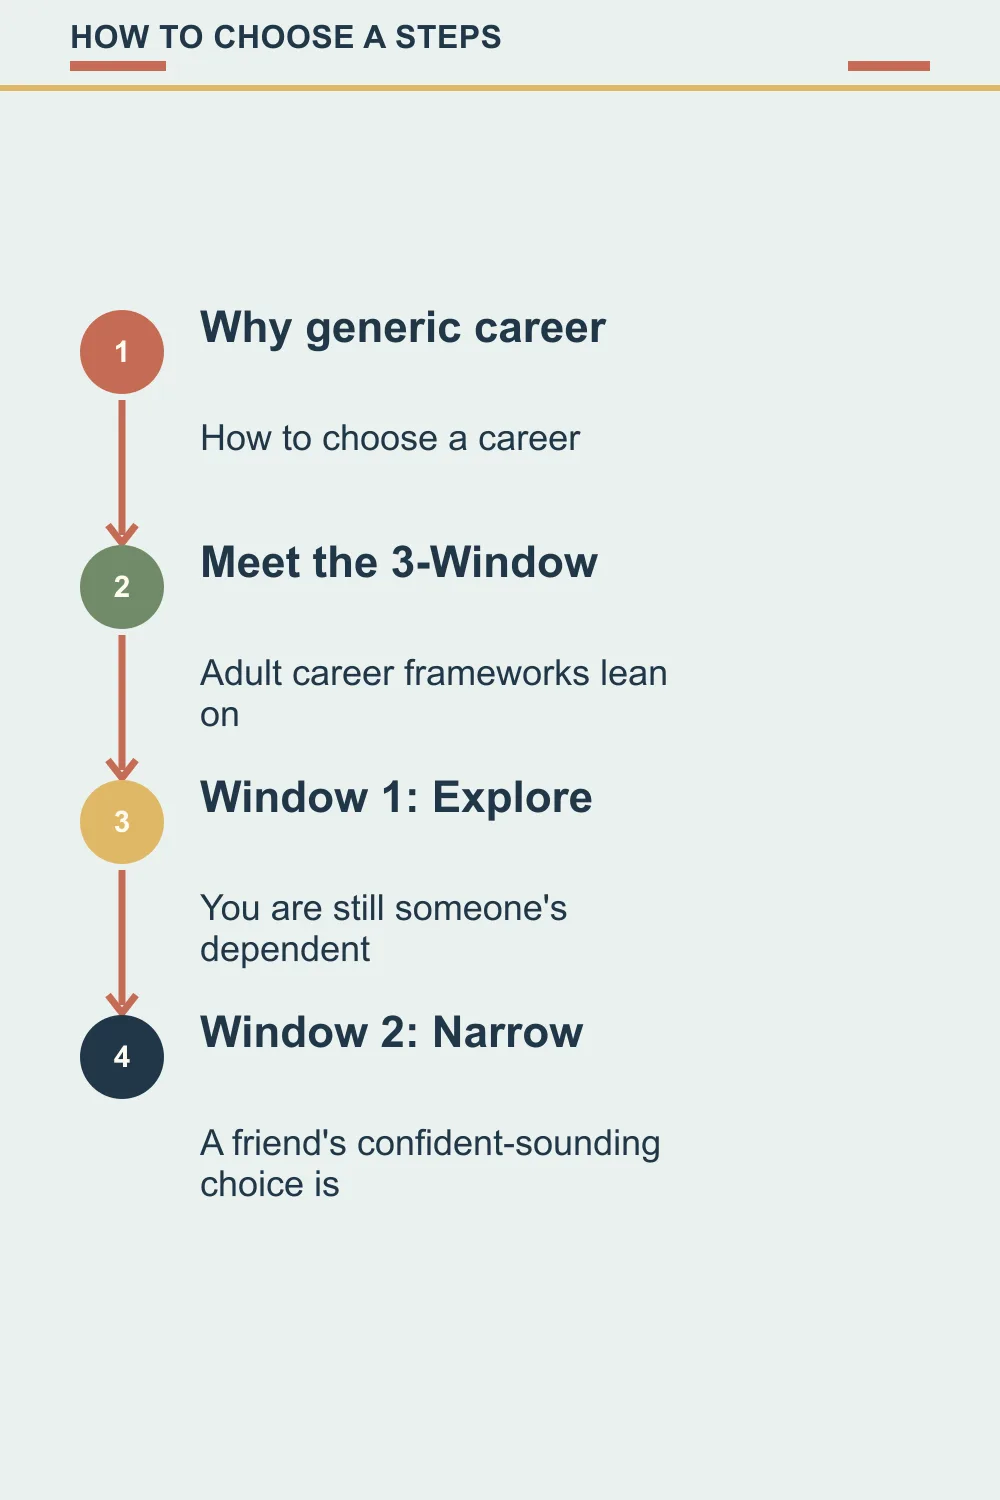 HOW TO CHOOSE A STEPS
1
Why generic career
How to choose a career
2
Meet the 3-Window
Adult career frameworks lean
on
3
Window 1: Explore
You are still someone's
dependent
4
Window 2: Narrow
A friend's confident-sounding
choice is